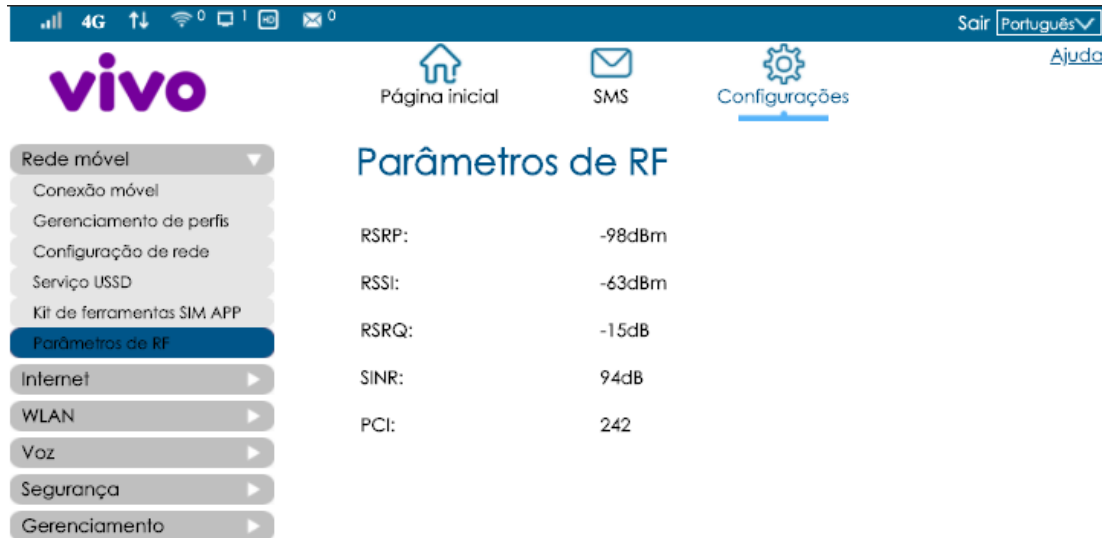 4G 0 1 HD 0 Sair Português
vivo
Página inicial SMS Configurações Ajuda
Rede móvel
Conexão móvel
Gerenciamento de perfis
Configuração de rede
Serviço USSD
Kit de ferramentas SIM APP
Parâmetros de RF
Internet
WLAN
Voz
Segurança
Gerenciamento
Parâmetros de RF
RSRP: -98dBm
RSSI: -63dBm
RSRQ: -15dB
SINR: 94dB
PCI: 242